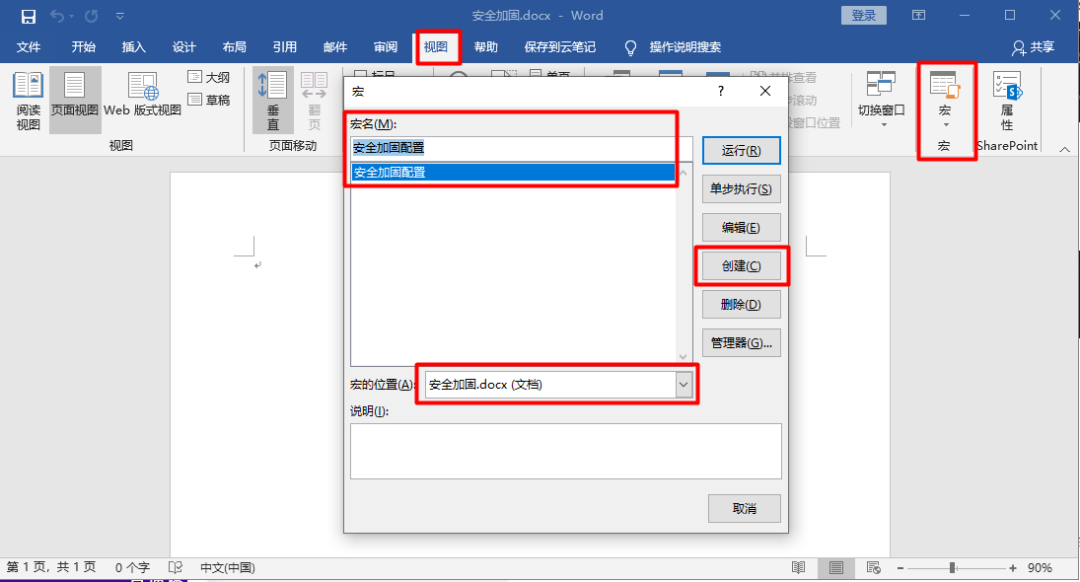 安全加固.docx - Word
登录
文件 开始 插入 设计 布局 引用 邮件 审阅 视图 帮助 保存到云笔记 操作说明搜索 共享
阅读视图
页面视图
Web 版式视图
大纲
草稿
视图
垂直
翻页
页面移动
切换窗口
宏
宏
属性
SharePoint
宏
?
宏名(M):
安全加固配置
安全加固配置
运行(R)
单步执行(S)
编辑(E)
创建(C)
删除(D)
管理器(G)...
宏的位置(A):
安全加固.docx (文档)
说明(I):
取消
第 1 页，共 1 页 0 个字 中文(中国) 90%